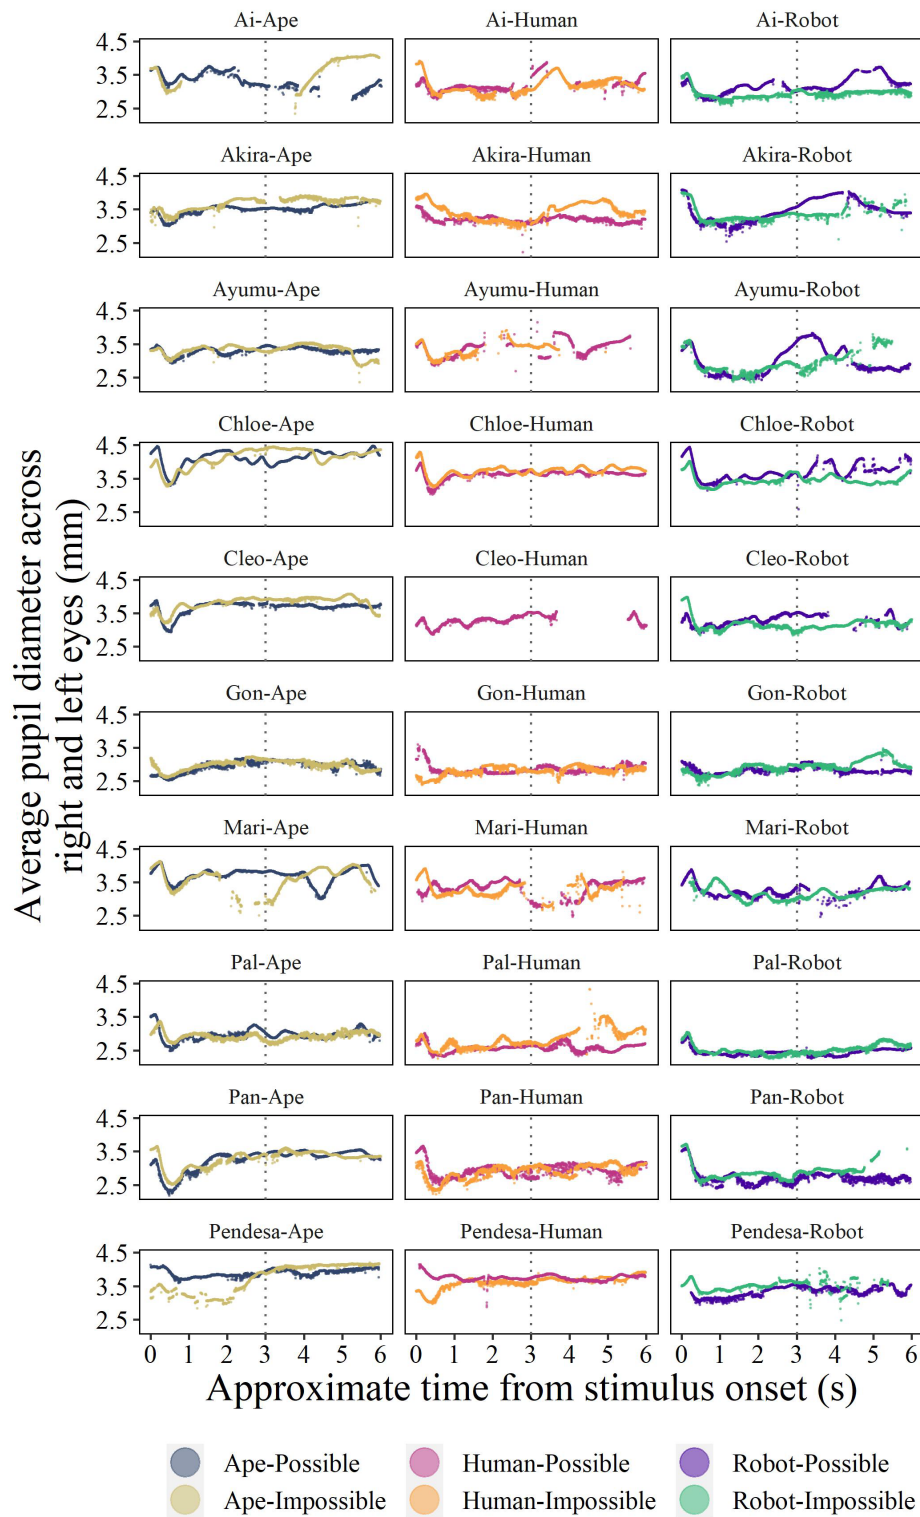 Ai-Ape Ai-Human Ai-Robot
4.5
3.5
2.5
Akira-Ape Akira-Human Akira-Robot
4.5
3.5
2.5
Ayumu-Ape Ayumu-Human Ayumu-Robot
4.5
3.5
2.5
Chloe-Ape Chloe-Human Chloe-Robot
4.5
3.5
2.5
Cleo-Ape Cleo-Human Cleo-Robot
4.5
3.5
2.5
Gon-Ape Gon-Human Gon-Robot
4.5
3.5
2.5
Mari-Ape Mari-Human Mari-Robot
4.5
3.5
2.5
Pal-Ape Pal-Human Pal-Robot
4.5
3.5
2.5
Pan-Ape Pan-Human Pan-Robot
4.5
3.5
2.5
Pendesa-Ape Pendesa-Human Pendesa-Robot
4.5
3.5
2.5
Average pupil diameter across
right and left eyes (mm)
0 1 2 3 4 5 6 0 1 2 3 4 5 6 0 1 2 3 4 5 6
Approximate time from stimulus onset (s)
Ape-Possible Human-Possible Robot-Possible
Ape-Impossible Human-Impossible Robot-Impossible